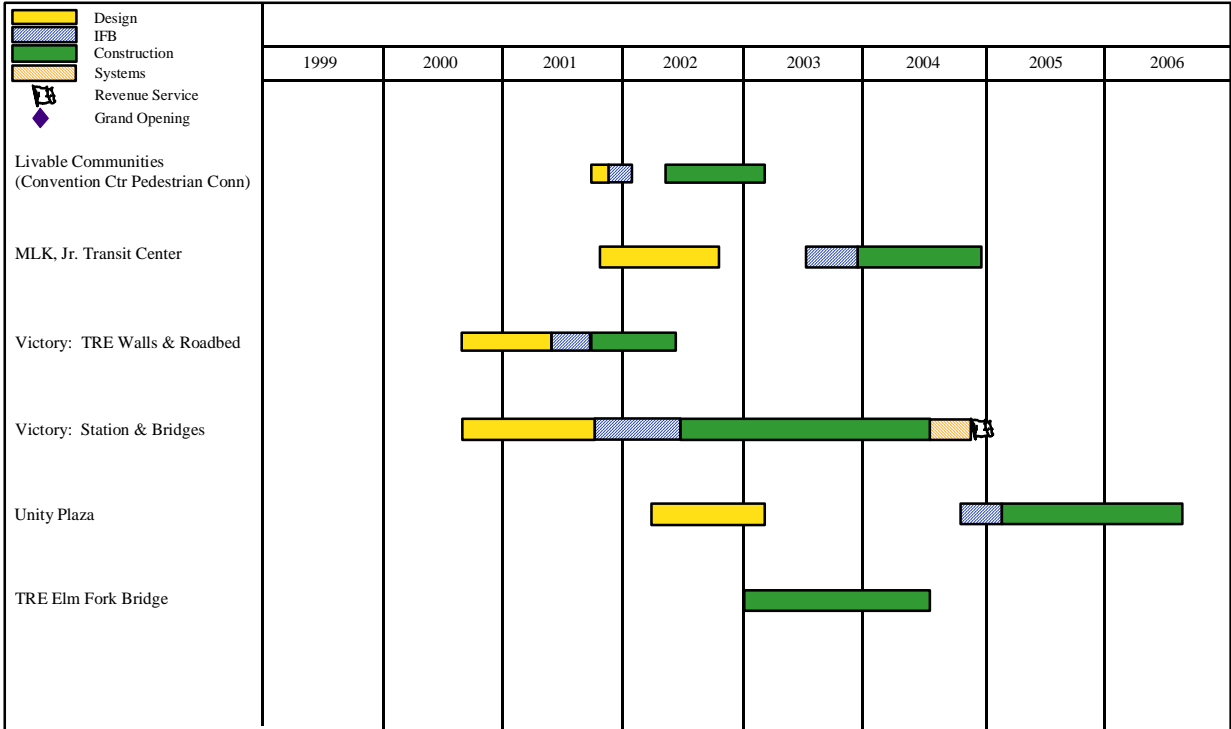 Design
IFB
Construction
Systems
Revenue Service
Grand Opening
1999 2000 2001 2002 2003 2004 2005 2006
Livable Communities
(Convention Ctr Pedestrian Conn)
MLK, Jr. Transit Center
Victory:  TRE Walls & Roadbed
Victory:  Station & Bridges
Unity Plaza
TRE Elm Fork Bridge